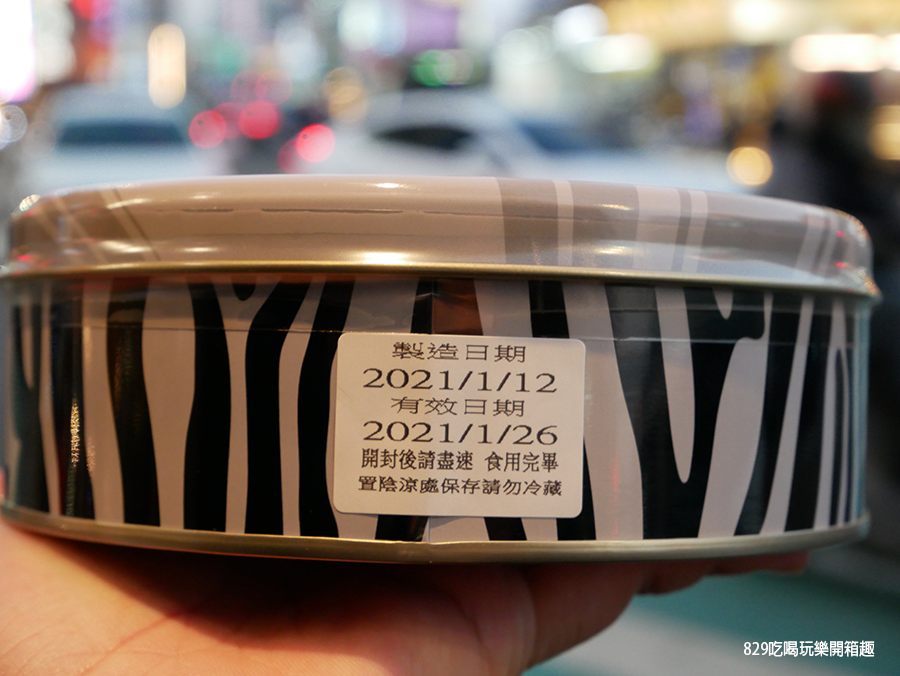 製造日期
2021/1/12
有效日期
2021/1/26
開封後請盡速 食用完畢
置陰涼處保存請勿冷藏
829吃喝玩樂開箱趣